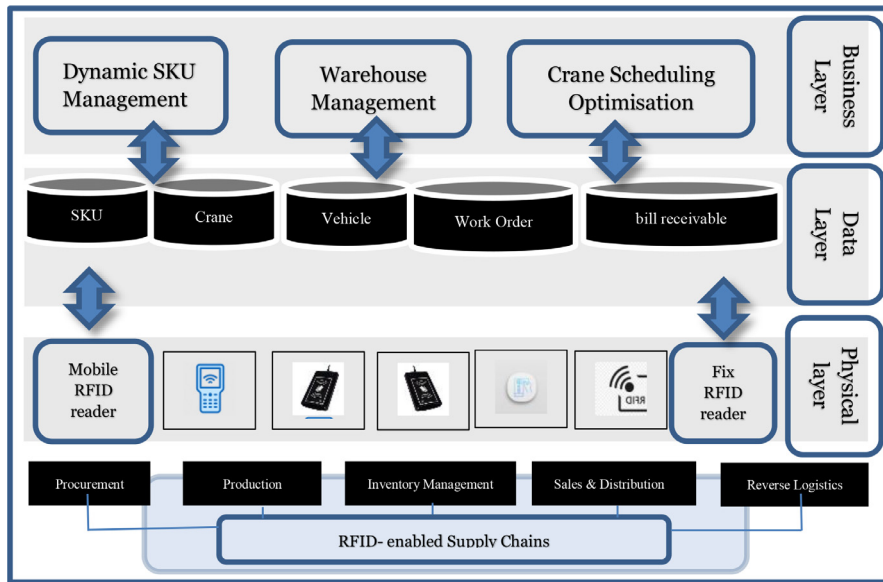 Dynamic SKU
Management
Warehouse
Management
Crane Scheduling
Optimisation
Business
Layer
SKU
Crane
Vehicle
Work Order
bill receivable
Data
Layer
Mobile
RFID
reader
RFID
Fix
RFID
reader
Physical
layer
Procurement
Production
Inventory Management
Sales & Distribution
Reverse Logistics
RFID- enabled Supply Chains